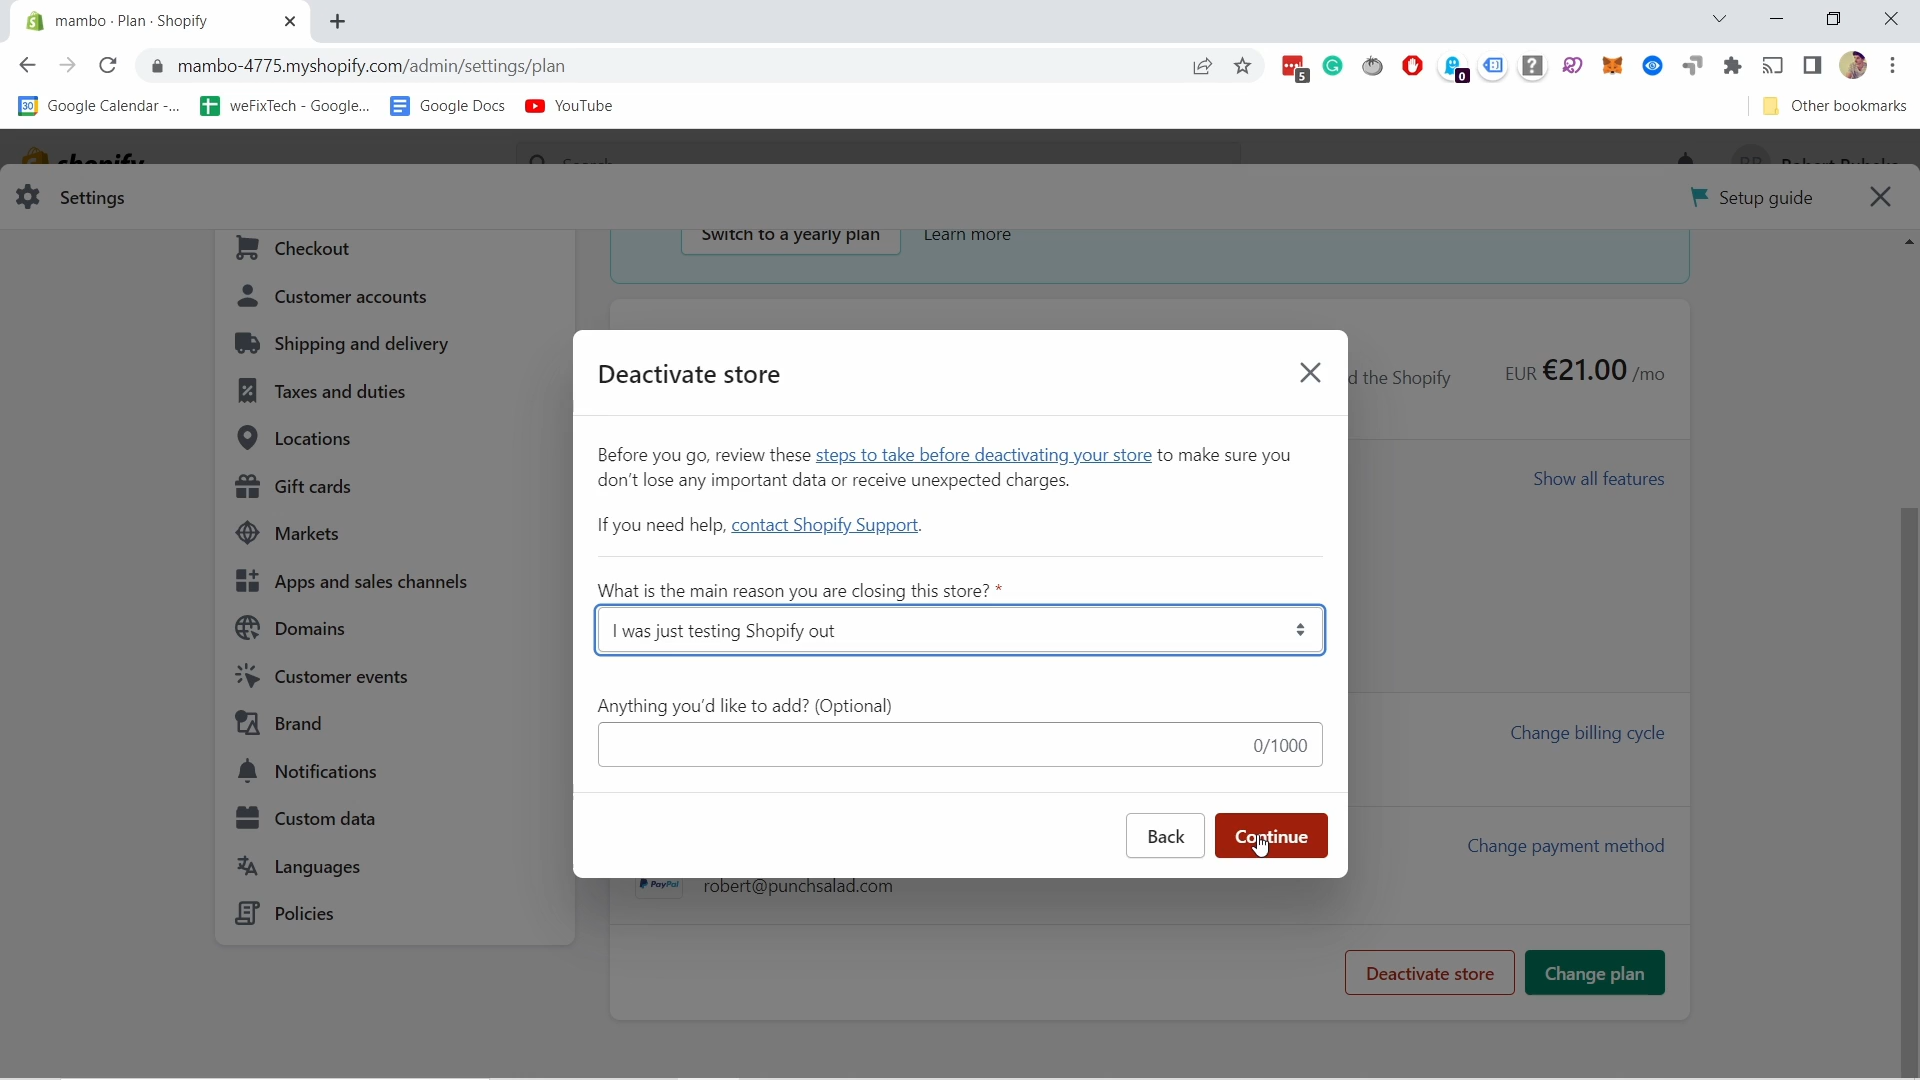 mambo · Plan · Shopify
mambo-4775.myshopify.com/admin/settings/plan
5
0
30 Google Calendar -... weFixTech - Google... Google Docs YouTube Other bookmarks
shopify Search
Settings Setup guide
Switch to a yearly plan Learn more
Checkout
Customer accounts
Shipping and delivery
Taxes and duties
Locations
Gift cards
Markets
Apps and sales channels
Domains
Customer events
Brand
Notifications
Custom data
Languages
Policies
d the Shopify EUR €21.00 /mo
Show all features
Change billing cycle
Change payment method
PayPal robert@punchsalad.com
Deactivate store Change plan
Deactivate store
Before you go, review these steps to take before deactivating your store to make sure you
don't lose any important data or receive unexpected charges.
If you need help, contact Shopify Support.
What is the main reason you are closing this store? *
I was just testing Shopify out
Anything you'd like to add? (Optional)
0/1000
Back Continue